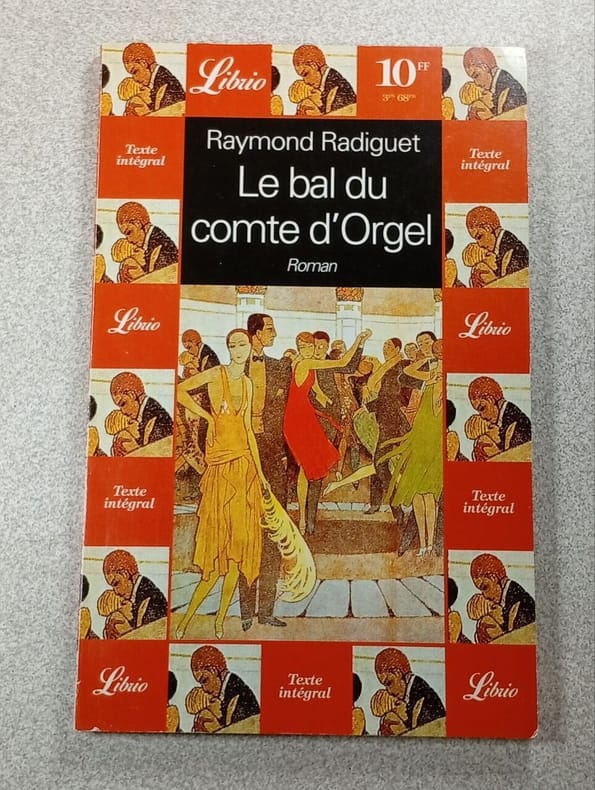 Librio
10FF
3€ 68
Texte
intégral
Raymond Radiguet
Le bal du
comte d'Orgel
Roman
Texte
intégral
Librio
Librio
Texte
intégral
Texte
intégral
Librio
Texte
intégral
Librio